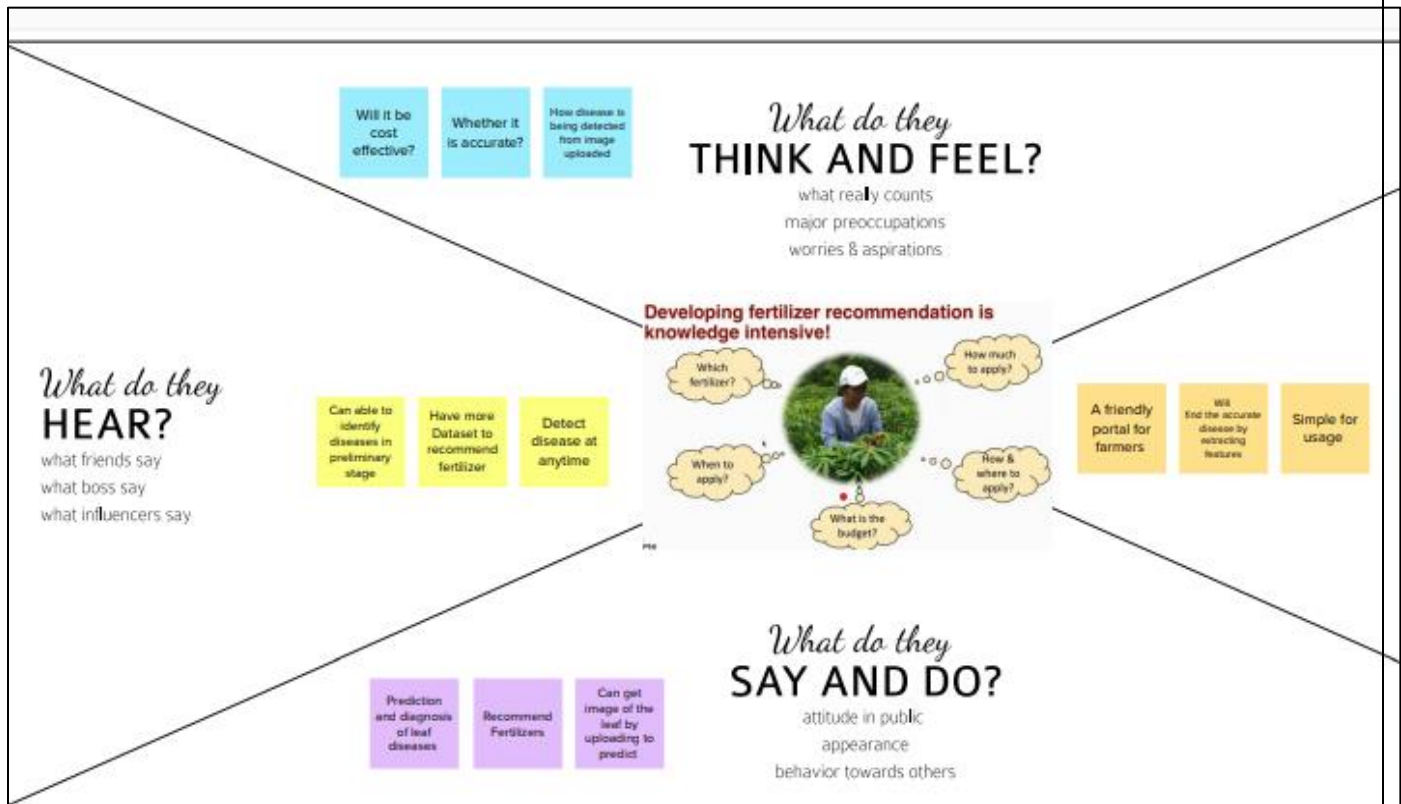 Will it be
cost
effective?
Whether it
is accurate?
How disease is
being detected
from image
uploaded
What do they
THINK AND FEEL?
what really counts
major preoccupations
worries & aspirations
What do they
HEAR?
what friends say
what boss say
what influencers say
Can able to
identify
diseases in
preliminary
stage
Have more
Dataset to
recommend
fertilizer
Detect
disease at
anytime
Developing fertilizer recommendation is
knowledge intensive!
Which
fertilizer?
How much
to apply?
When to
apply?
How &
where to
apply?
What is the
budget?
A friendly
portal for
farmers
Will
find the accurate
disease by
extracting
features
Simple for
usage
Prediction
and diagnosis
of leaf
diseases
Recommend
Fertilizers
Can get
image of the
leaf by
uploading to
predict
What do they
SAY AND DO?
attitude in public
appearance
behavior towards others